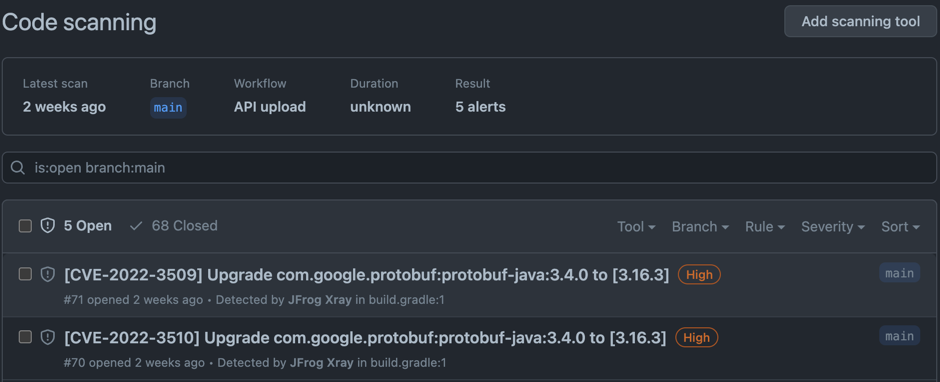 Code scanning
Add scanning tool
Latest scan Branch Workflow Duration Result
2 weeks ago main API upload unknown 5 alerts
is:open branch:main
5 Open 68 Closed Tool Branch Rule Severity Sort
[CVE-2022-3509] Upgrade com.google.protobuf:protobuf-java:3.4.0 to [3.16.3] High main
#71 opened 2 weeks ago • Detected by JFrog Xray in build.gradle:1
[CVE-2022-3510] Upgrade com.google.protobuf:protobuf-java:3.4.0 to [3.16.3] High main
#70 opened 2 weeks ago • Detected by JFrog Xray in build.gradle:1